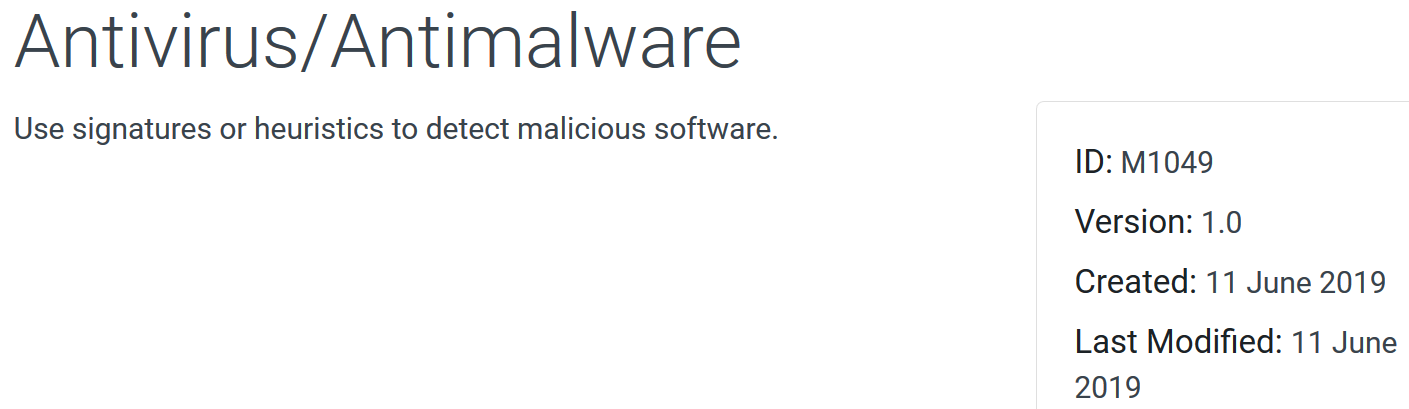 Antivirus/Antimalware
Use signatures or heuristics to detect malicious software.
ID: M1049
Version: 1.0
Created: 11 June 2019
Last Modified: 11 June
2019